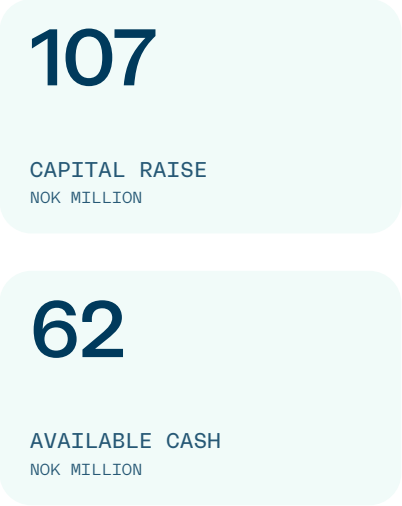 107
CAPITAL RAISE
NOK MILLION
62
AVAILABLE CASH
NOK MILLION